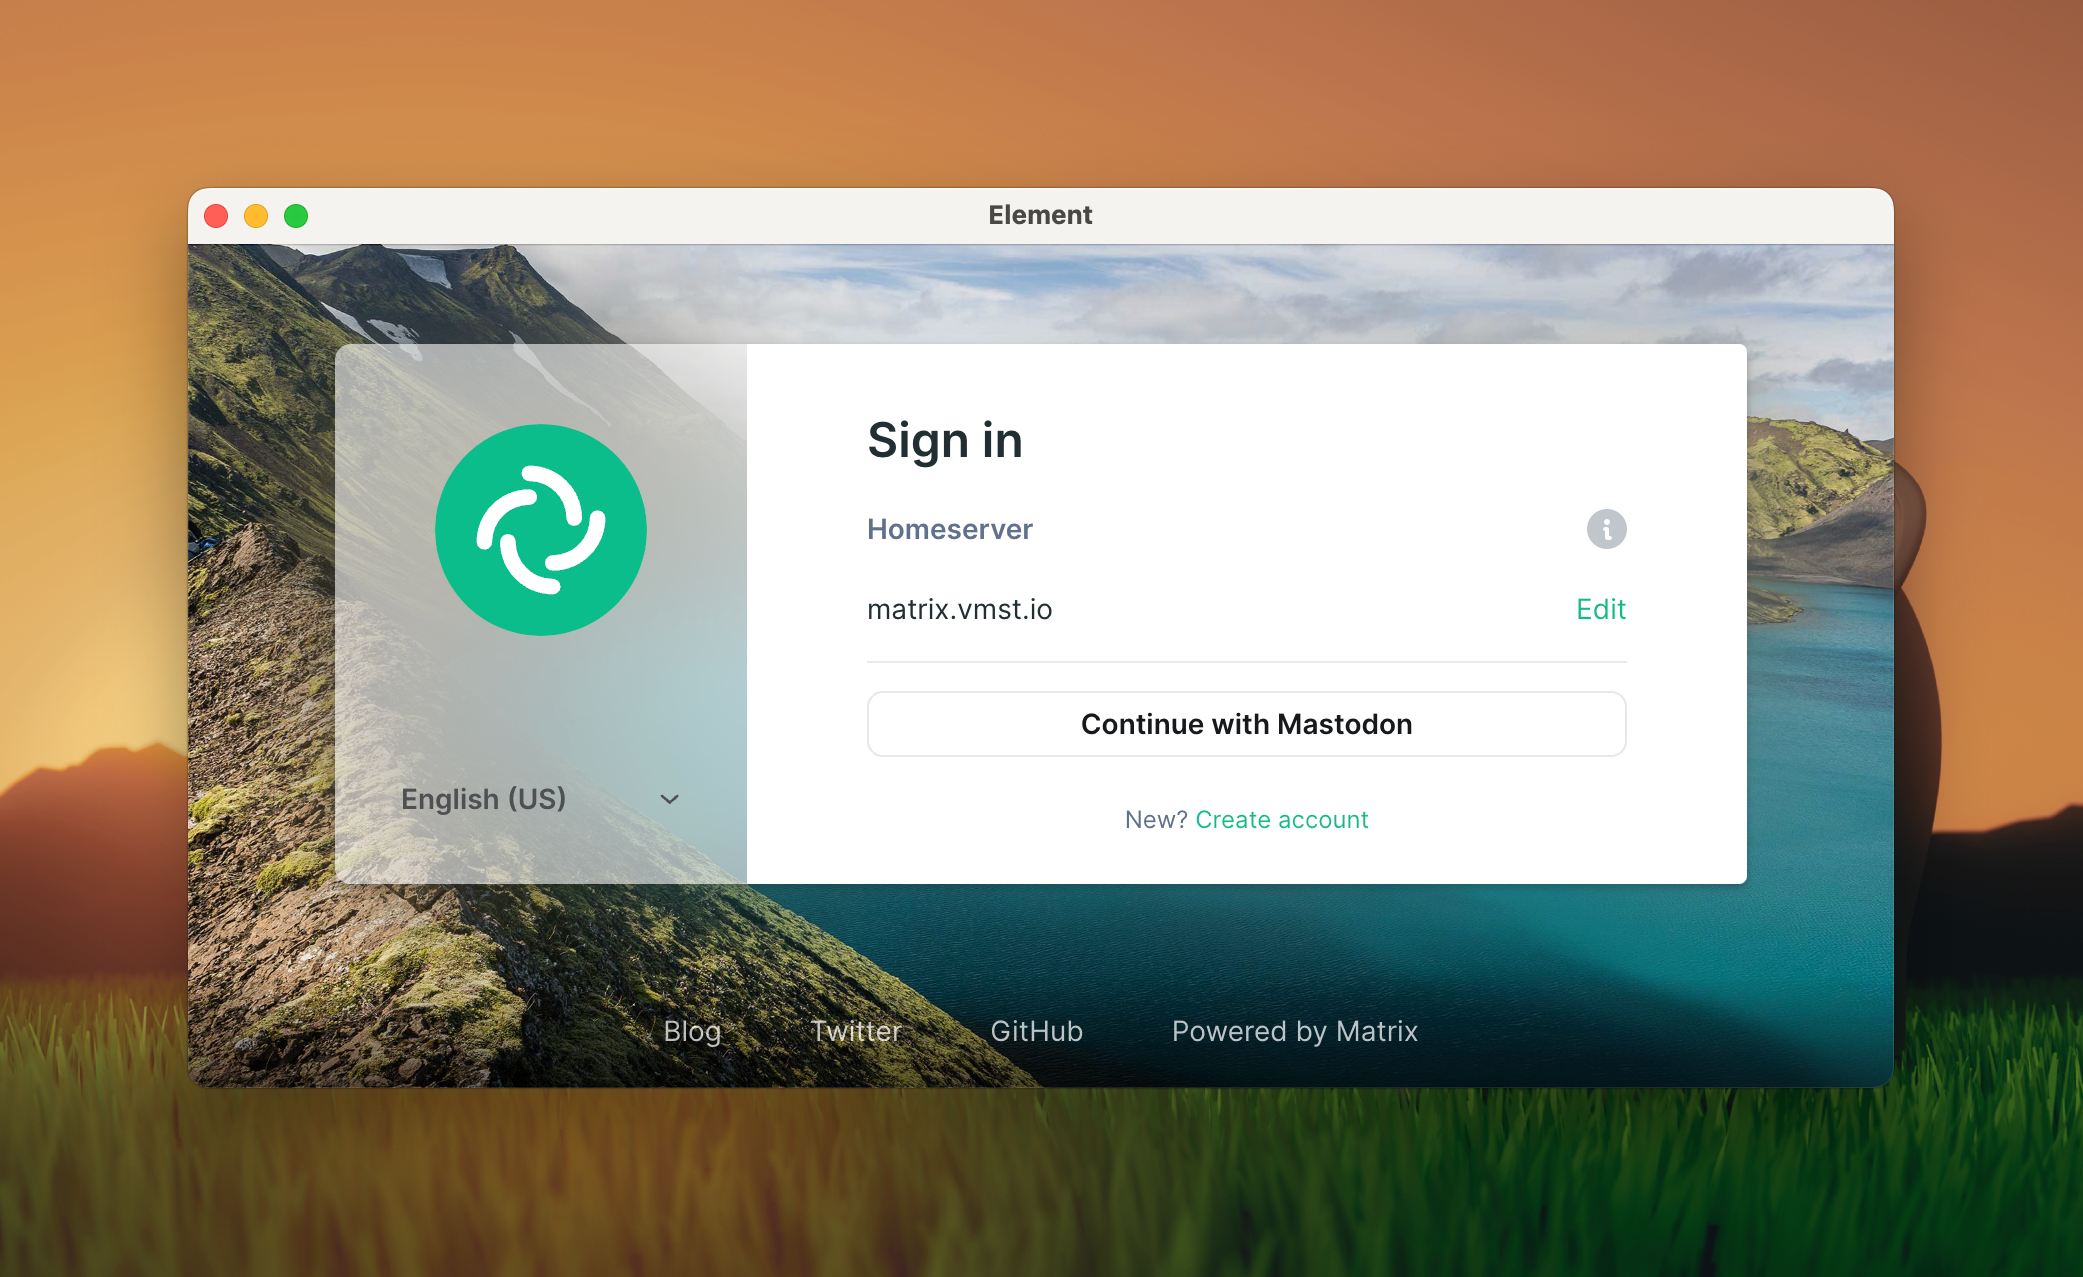 Element
Sign in
Homeserver
matrix.vmst.io
Edit
Continue with Mastodon
New? Create account
English (US)
Blog
Twitter
GitHub
Powered by Matrix